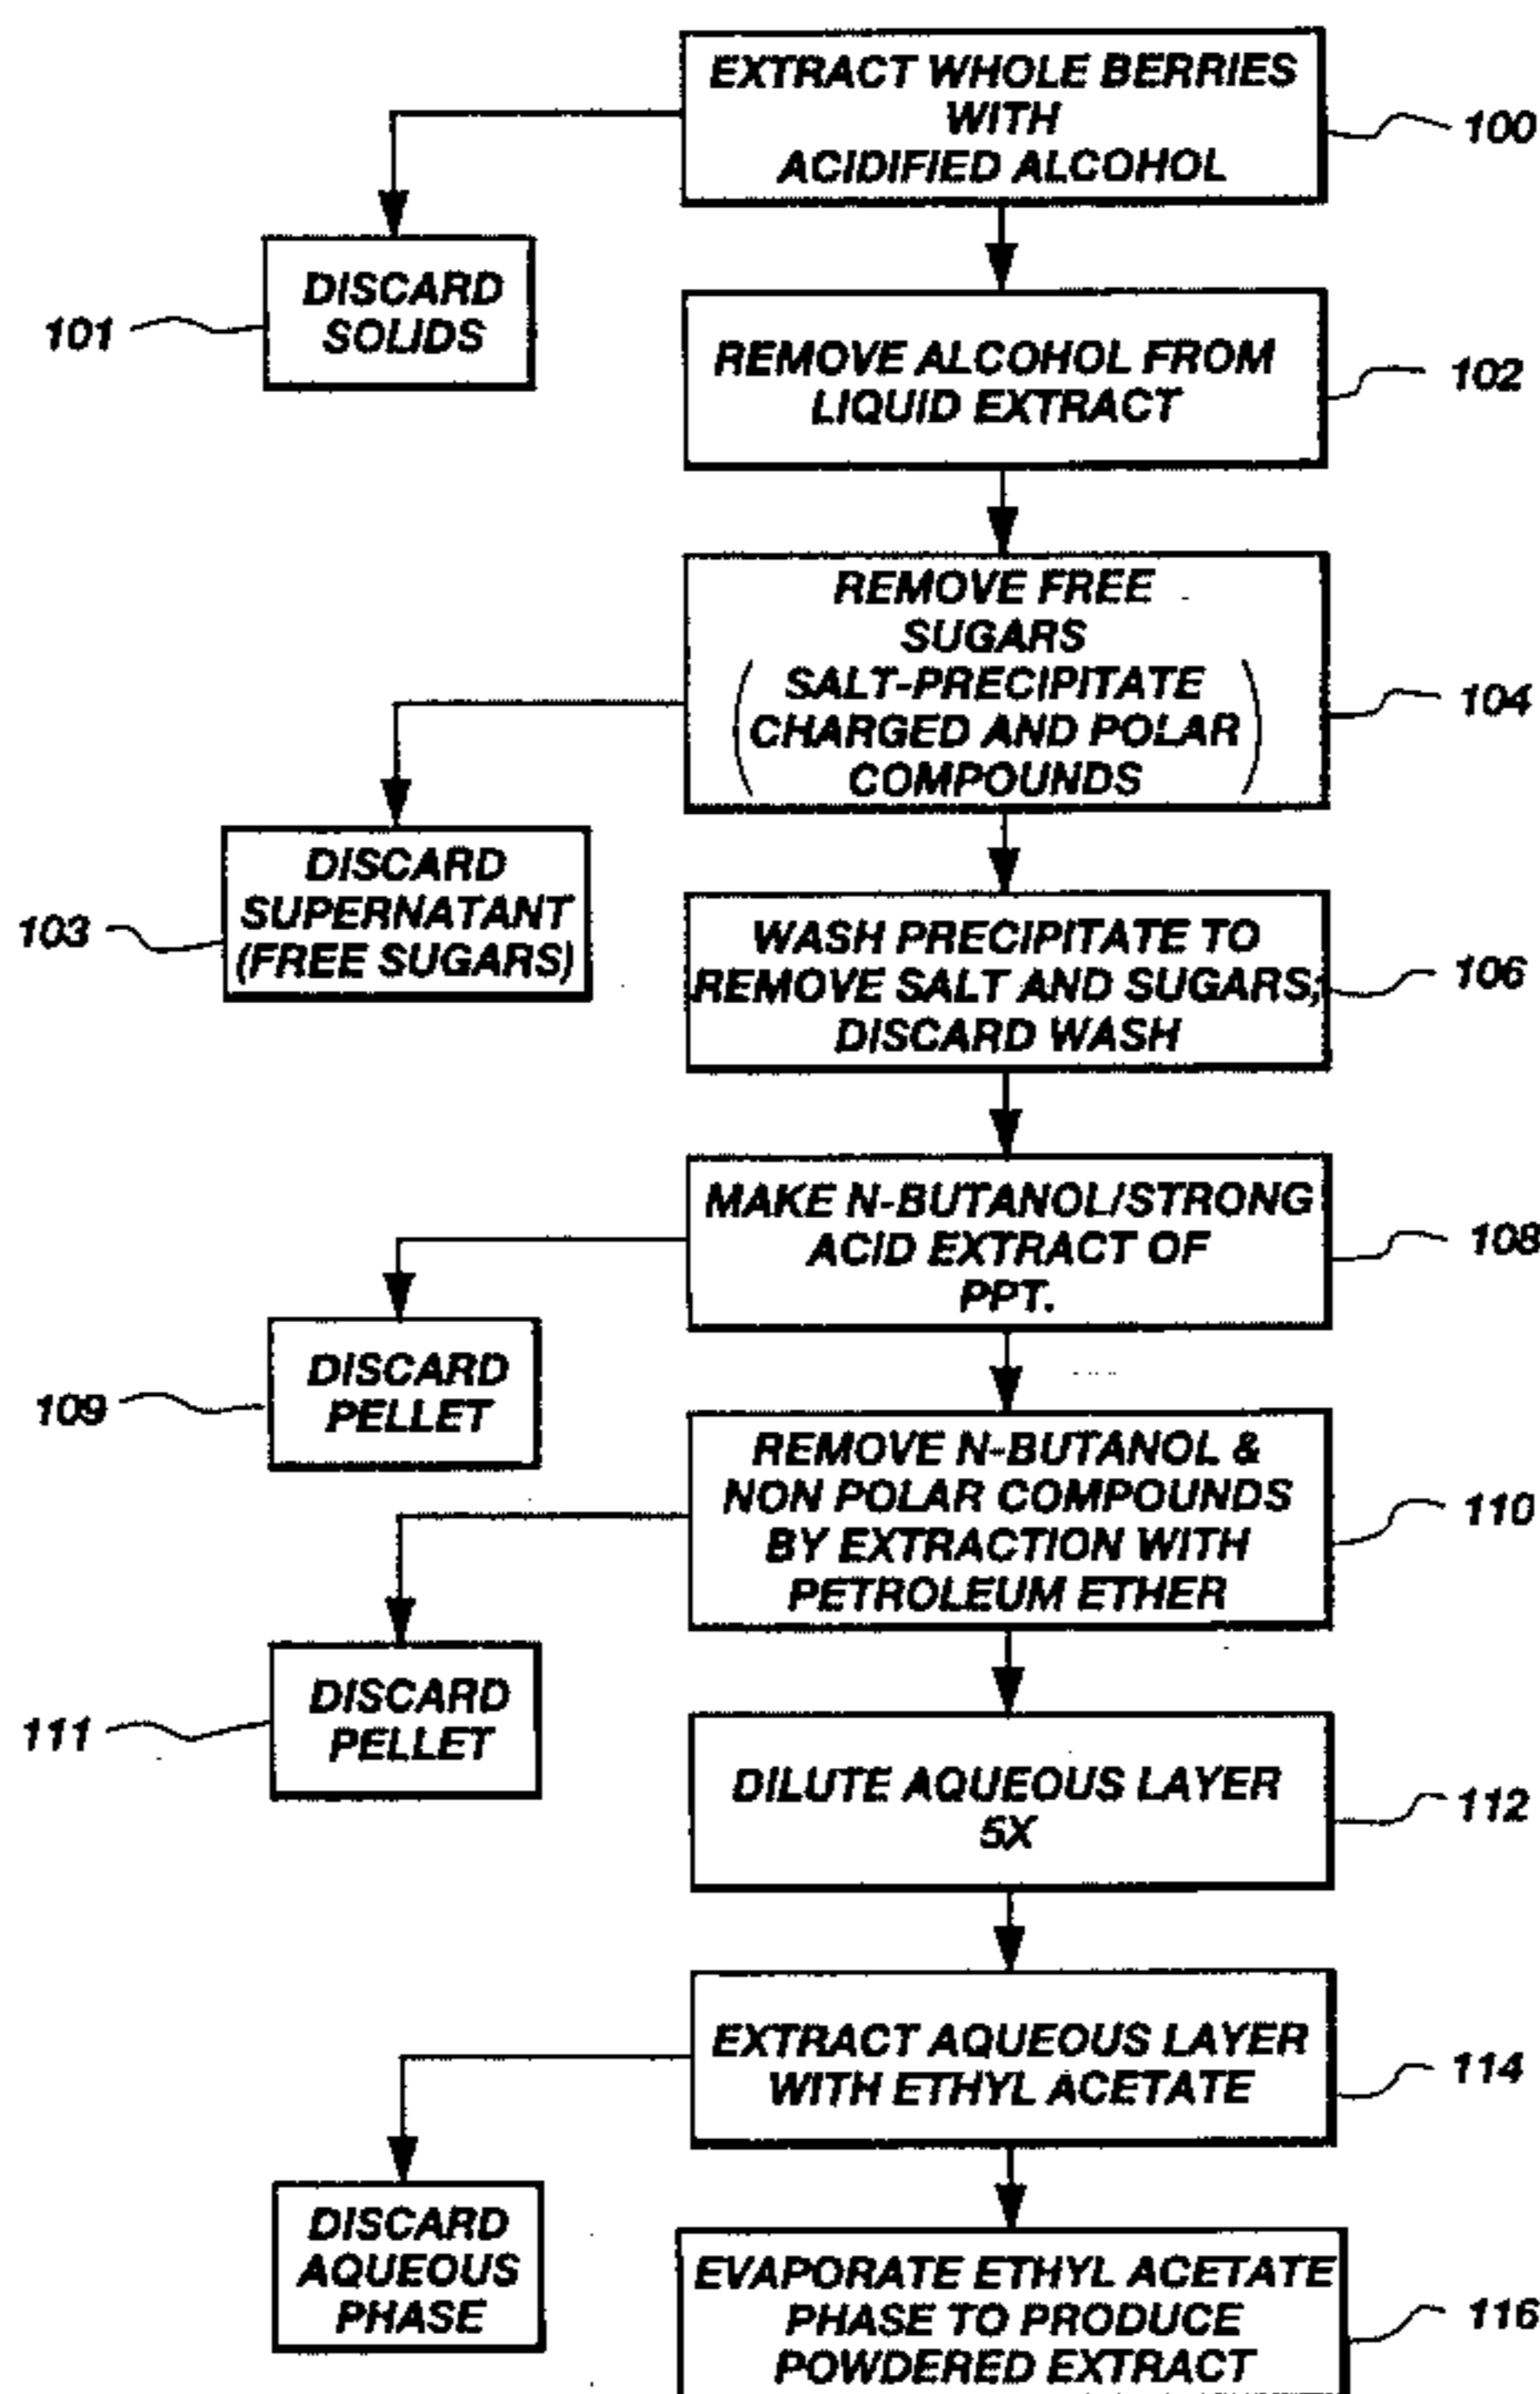 EXTRACT WHOLE BERRIES
WITH
ACIDIFIED ALCOHOL
100
DISCARD
SOLIDS
101
REMOVE ALCOHOL FROM
LIQUID EXTRACT
102
REMOVE FREE
SUGARS
(SALT-PRECIPITATE
CHARGED AND POLAR
COMPOUNDS)
104
DISCARD
SUPERNATANT
(FREE SUGARS)
103
WASH PRECIPITATE TO
REMOVE SALT AND SUGARS,
DISCARD WASH
106
MAKE N-BUTANOL/STRONG
ACID EXTRACT OF
PPT.
108
DISCARD
PELLET
109
REMOVE N-BUTANOL &
NON POLAR COMPOUNDS
BY EXTRACTION WITH
PETROLEUM ETHER
110
DISCARD
PELLET
111
DILUTE AQUEOUS LAYER
5X
112
EXTRACT AQUEOUS LAYER
WITH ETHYL ACETATE
114
DISCARD
AQUEOUS
PHASE
EVAPORATE ETHYL ACETATE
PHASE TO PRODUCE
POWDERED EXTRACT
116